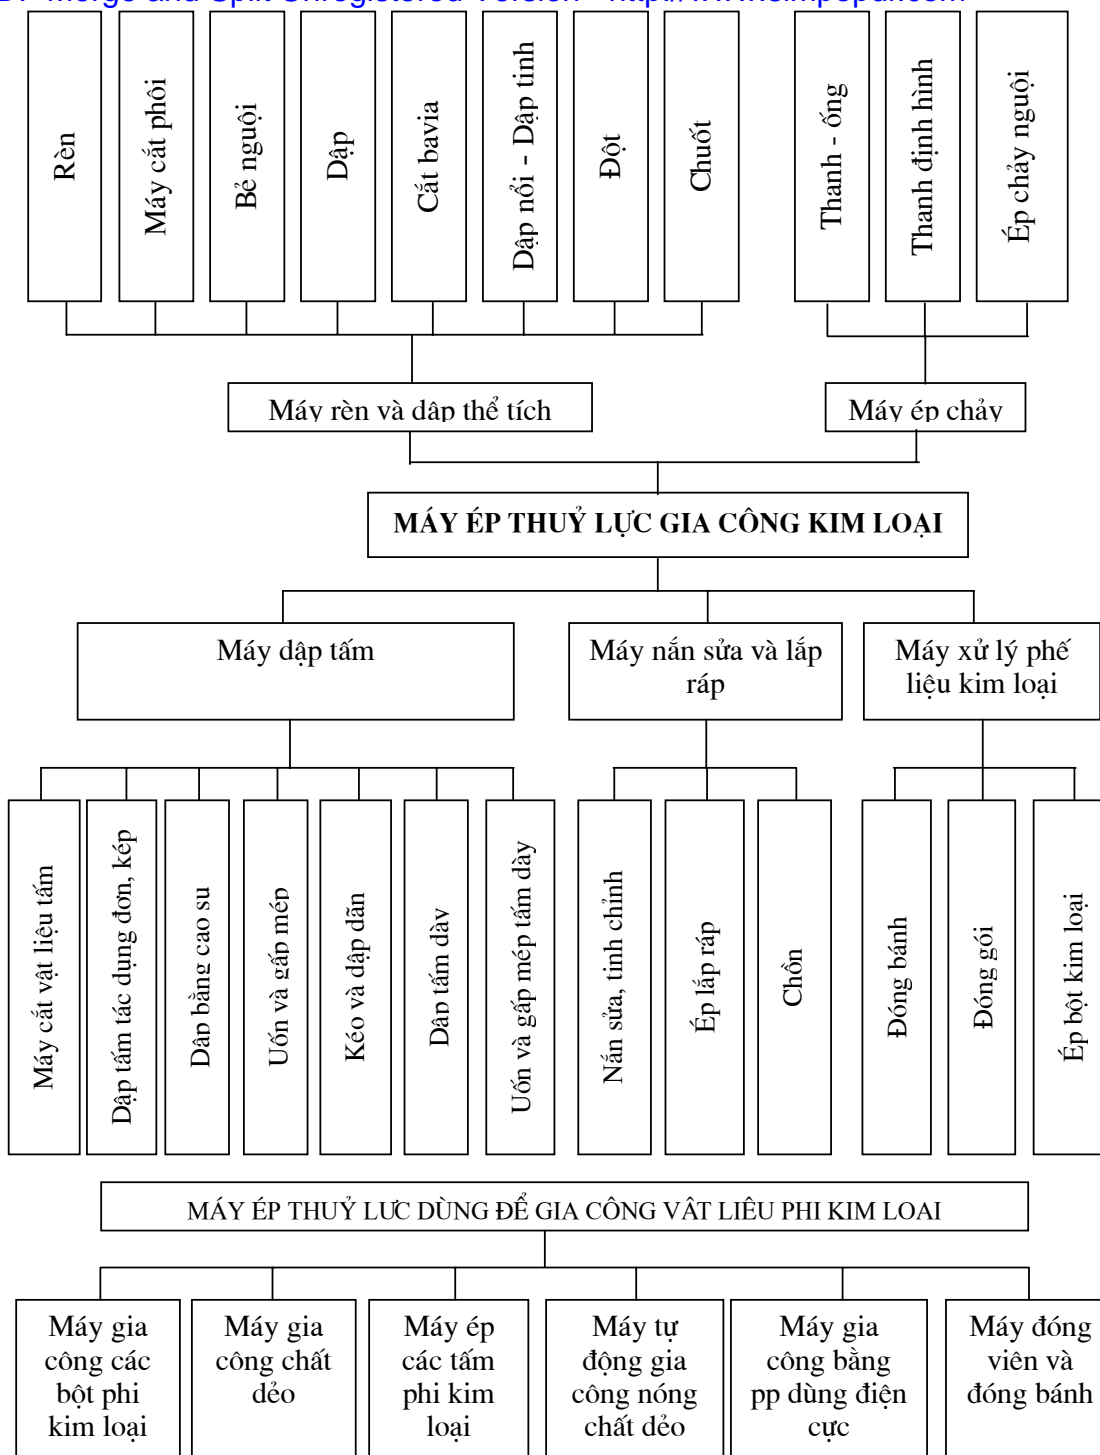 Merge and Split Unregistered Version -
Rèn
Máy cắt phôi
Bẻ nguội
Dập
Cắt bavia
Dập nổi - Dập tinh
Đột
Chuốt
Thanh - ống
Thanh định hình
Ép chảy nguội
Máy rèn và dập thể tích
Máy ép chảy
MÁY ÉP THUỶ LỰC GIA CÔNG KIM LOẠI
Máy dập tấm
Máy nắn sửa và lắp
ráp
Máy xử lý phế
liệu kim loại
Máy cắt vật liệu tấm
Dập tấm tác dụng đơn, kép
Dập bằng cao su
Uốn và gấp mép
Kéo và dập dãn
Dập tấm dày
Uốn và gấp mép tấm dày
Nắn sửa, tinh chỉnh
Ép lắp ráp
Chồn
Đóng bánh
Đóng gói
Ép bột kim loại
MÁY ÉP THUỶ LỰC DÙNG ĐỂ GIA CÔNG VẬT LIỆU PHI KIM LOẠI
Máy gia
công các
bột phi
kim loại
Máy gia
công chất
dẻo
Máy ép
các tấm
phi kim
loại
Máy tự
động gia
công nóng
chất dẻo
Máy gia
công bằng
pp dùng điện
cực
Máy đóng
viên và
đóng bánh